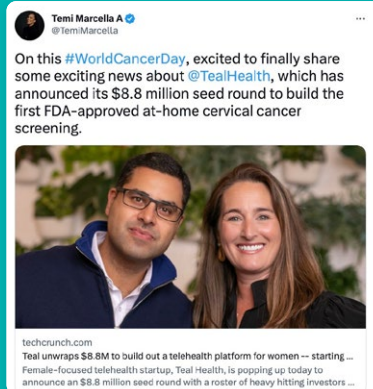 Temi Marcella A
@TemiMarcella
On this #WorldCancerDay, excited to finally share
some exciting news about @TealHealth, which has
announced its $8.8 million seed round to build the
first FDA-approved at-home cervical cancer
screening.
techcrunch.com
Teal unwraps $8.8M to build out a telehealth platform for women -- starting ...
Female-focused telehealth startup, Teal Health, is popping up today to
announce an $8.8 million seed round with a roster of heavy hitting investors ...